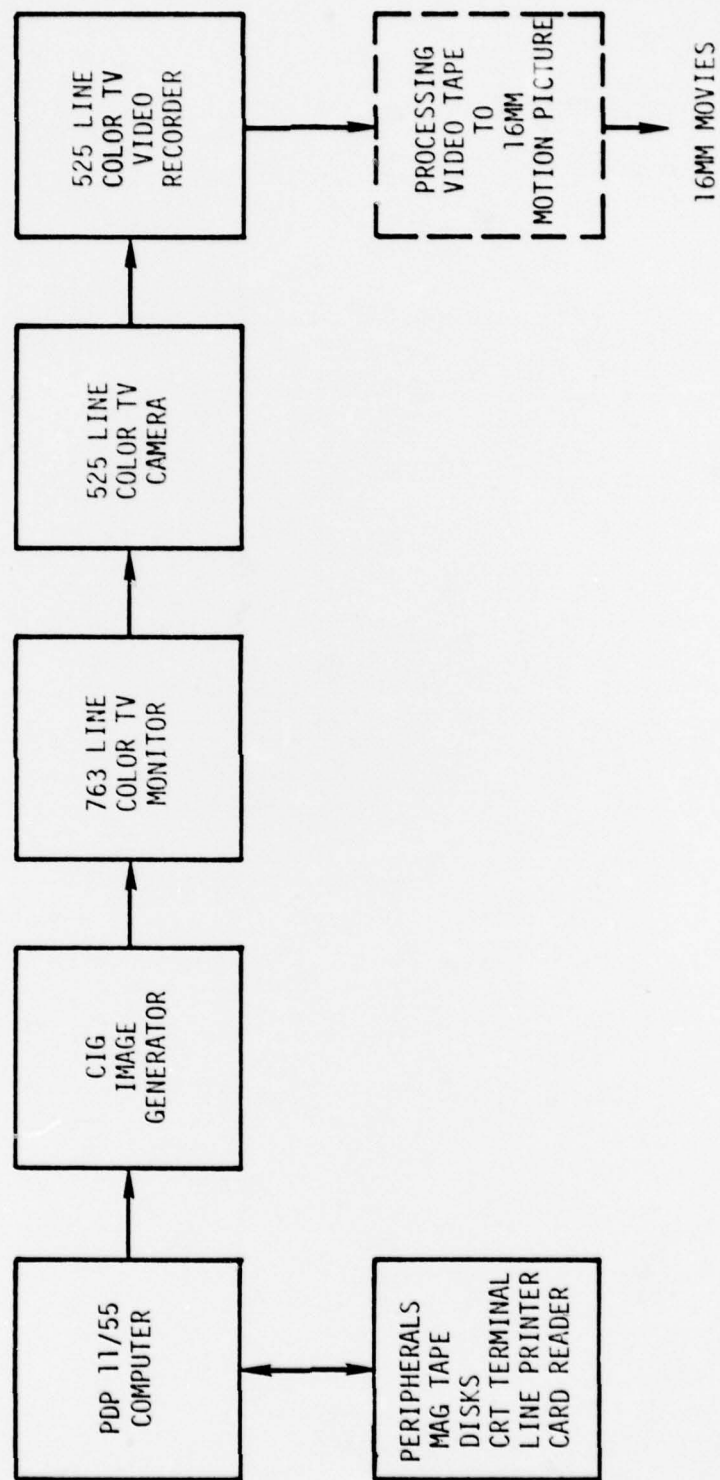 PDP 11/55
COMPUTER
PERIPHERALS
MAG TAPE
DISKS
CRT TERMINAL
LINE PRINTER
CARD READER
CIG
IMAGE
GENERATOR
763 LINE
COLOR TV
MONITOR
525 LINE
COLOR TV
CAMERA
525 LINE
COLOR TV
VIDEO
RECORDER
PROCESSING
VIDEO TAPE
TO
16MM
MOTION PICTURE
16MM MOVIES